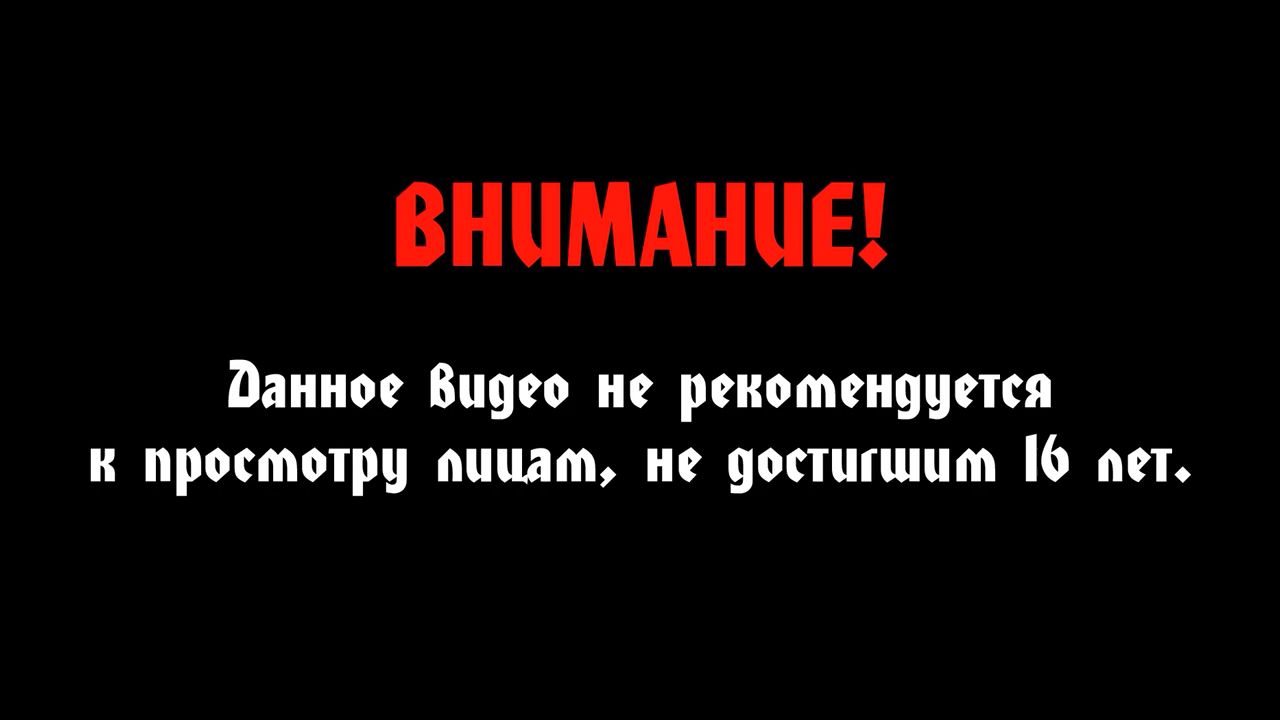 ВНИМАНИЕ!
Данное видео не рекомендуется
к просмотру лицам, не достигшим 16 лет.